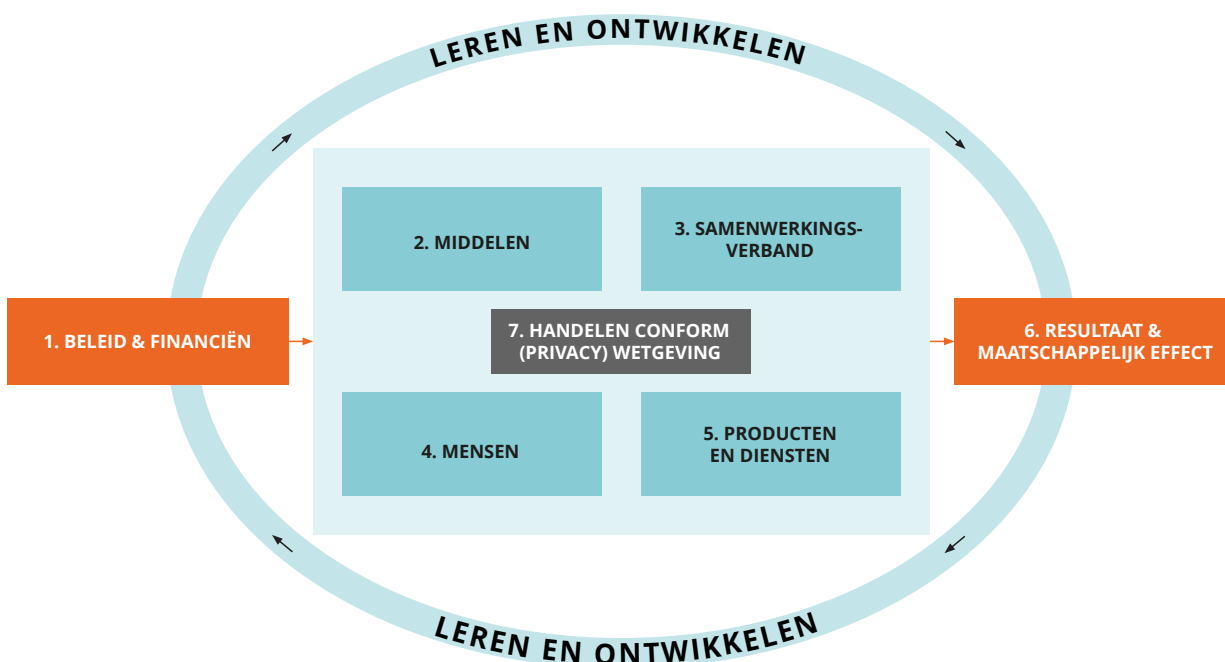 LEREN EN ONTWIKKELEN
2. MIDDELEN
3. SAMENWERKINGS-
VERBAND
1. BELEID & FINANCIËN
7. HANDELEN CONFORM
(PRIVACY) WETGEVING
6. RESULTAAT &
MAATSCHAPPELIJK EFFECT
4. MENSEN
5. PRODUCTEN
EN DIENSTEN
LEREN EN ONTWIKKELEN